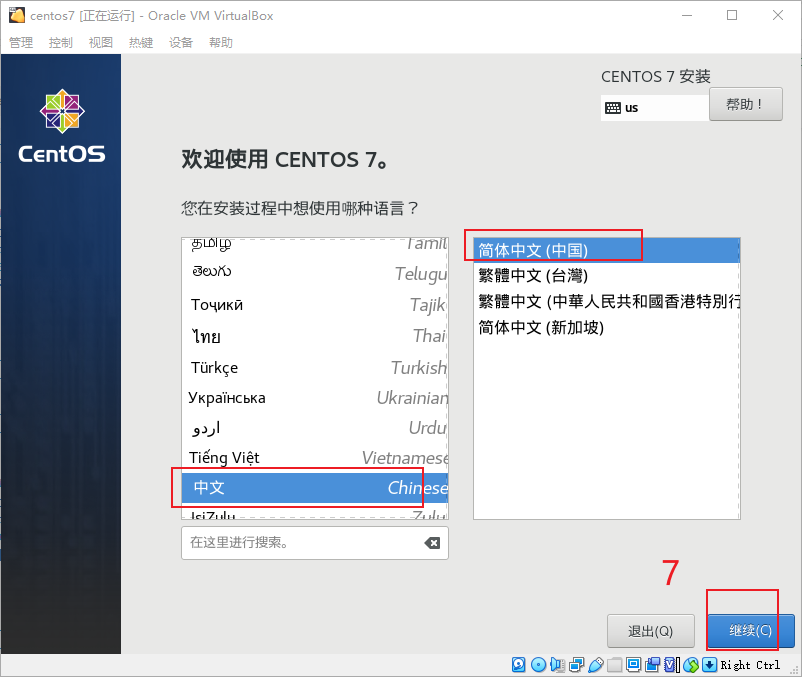 centos7 [正在运行] - Oracle VM VirtualBox
管理 控制 视图 热键 设备 帮助
CentOS
CENTOS 7 安装
us
帮助！
欢迎使用 CENTOS 7。
您在安装过程中想使用哪种语言？
தமிழ் Tamil
తెలుగు Telugu
Тоҷикӣ Tajik
ไทย Thai
Türkçe Turkish
Українська Ukrainian
اردو Urdu
Tiếng Việt Vietnamese
中文 Chinese
IsiZulu Zulu
在这里进行搜索。
简体中文 (中国)
繁體中文 (台灣)
繁體中文 (中華人民共和國香港特別行
简体中文 (新加坡)
7
退出(Q)
继续(C)
Right Ctrl